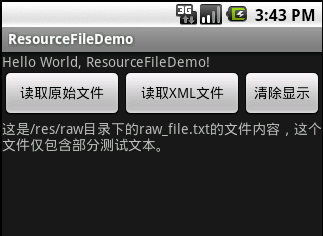 3G 3:43 PM
ResourceFileDemo
Hello World, ResourceFileDemo!
读取原始文件 读取XML文件 清除显示
这是/res/raw目录下的raw_file.txt的文件内容，这个
文件仅包含部分测试文本。